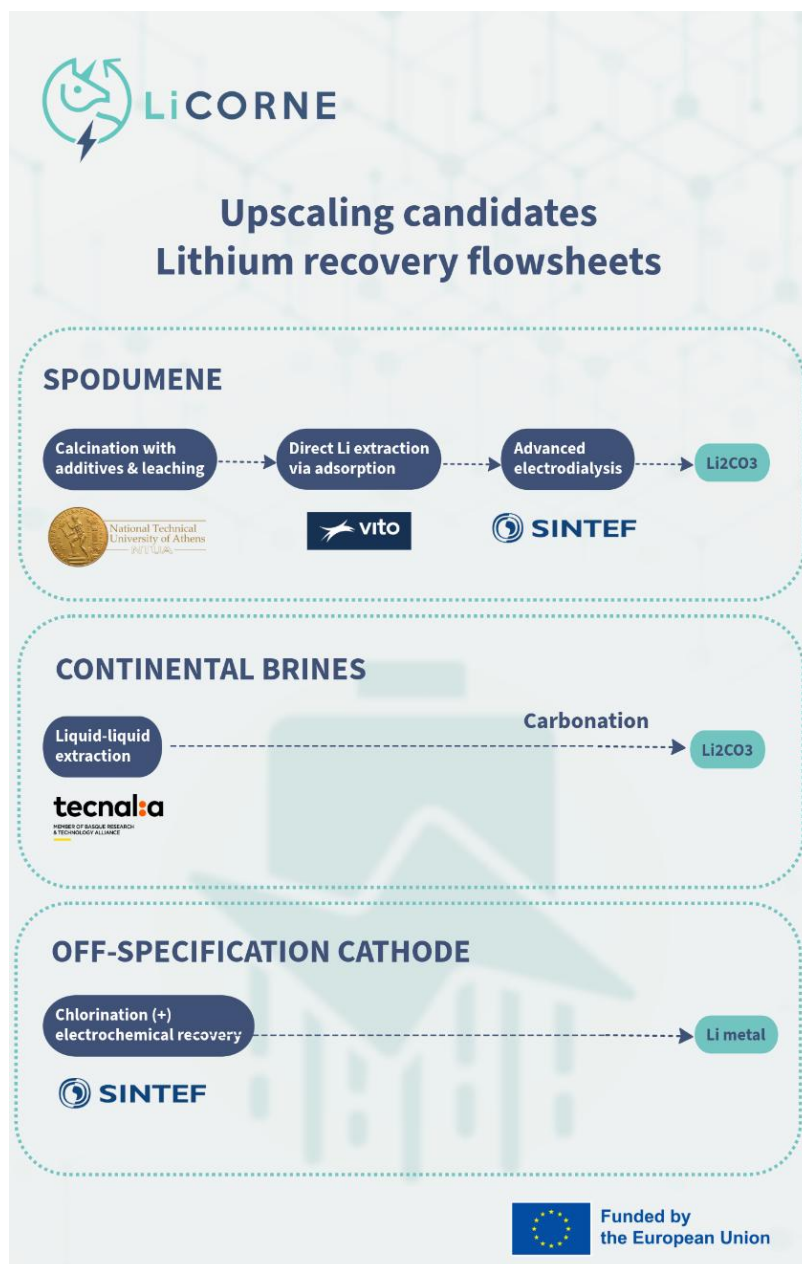 LiCORNE
Upscaling candidates
Lithium recovery flowsheets
SPODUMENE
Calcination with
additives & leaching
Direct Li extraction
via adsorption
Advanced
electrodialysis
Li2CO3
National Technical
University of Athens
NTUA
vito
SINTEF
CONTINENTAL BRINES
Liquid-liquid
extraction
Carbonation
Li2CO3
tecnal:a
MEMBER OF BASQUE RESEARCH
& TECHNOLOGY ALLIANCE
OFF-SPECIFICATION CATHODE
Chlorination (+)
electrochemical recovery
Li metal
SINTEF
Funded by
the European Union